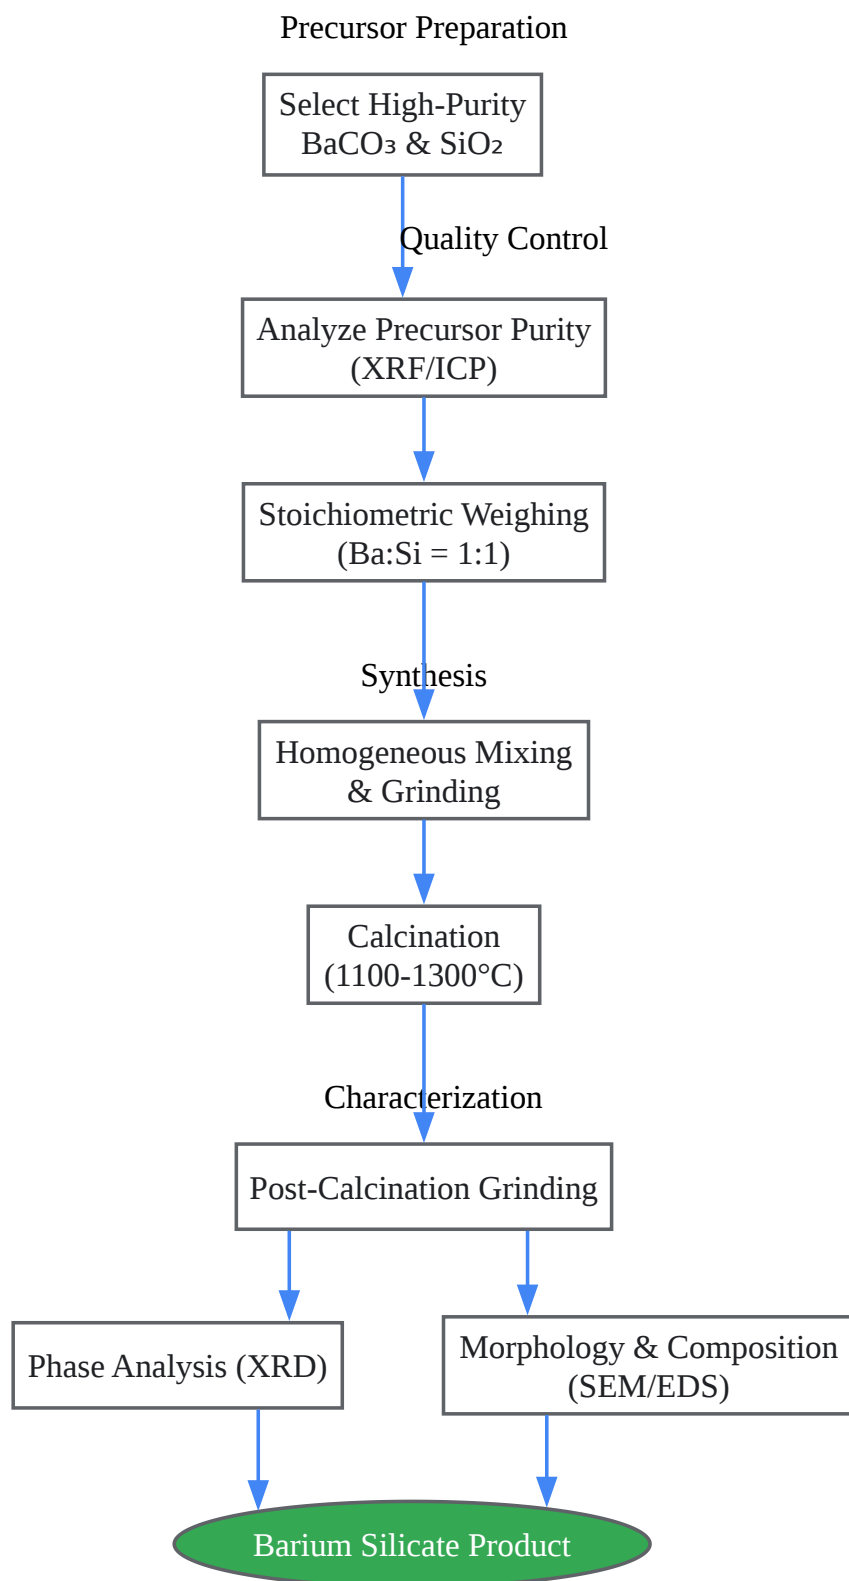 Precursor Preparation
Select High-Purity
BaCO₃ & SiO₂
Quality Control
Analyze Precursor Purity
(XRF/ICP)
Stoichiometric Weighing
(Ba:Si = 1:1)
Synthesis
Homogeneous Mixing
& Grinding
Calcination
(1100-1300°C)
Characterization
Post-Calcination Grinding
Phase Analysis (XRD)
Morphology & Composition
(SEM/EDS)
Barium Silicate Product